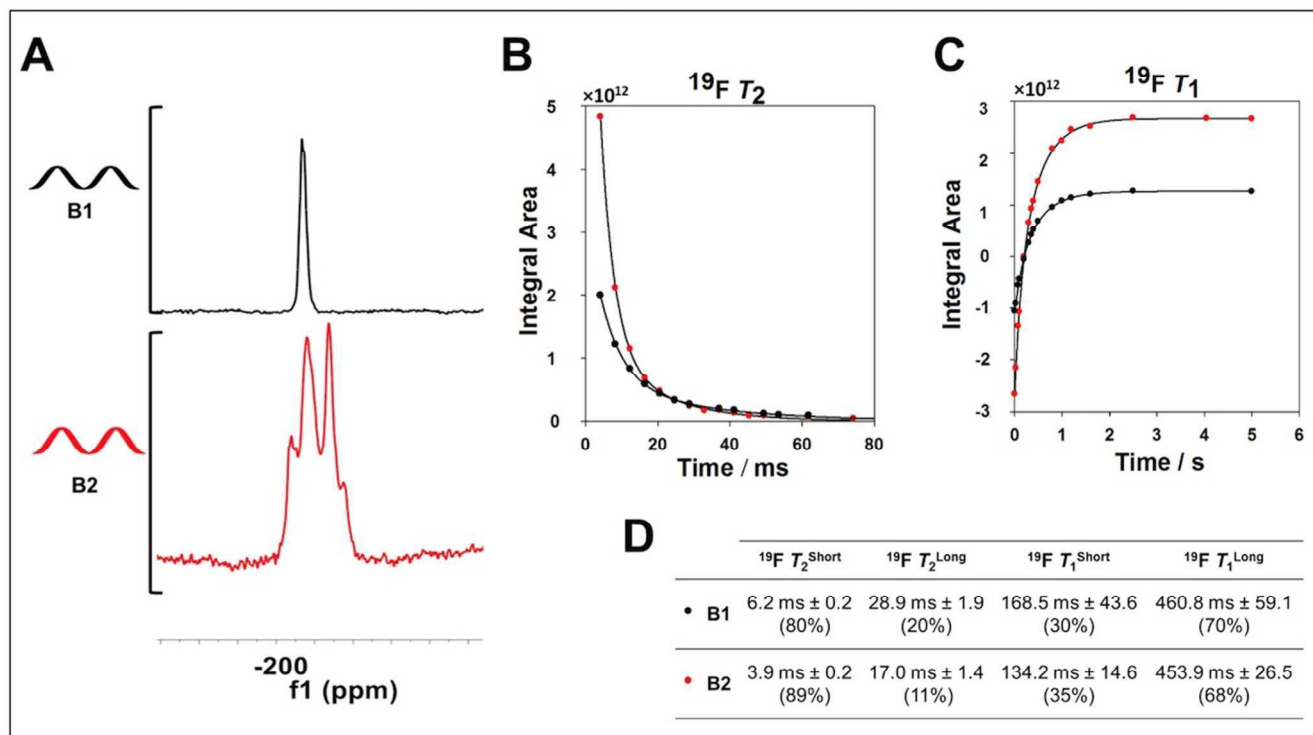 A
B1
B2
-200
f1 (ppm)
B
¹⁹F T₂
×10¹²
5
4
3
2
1
0
Integral Area
0 20 40 60 80
Time / ms
C
¹⁹F T₁
×10¹²
3
2
1
0
-1
-2
-3
Integral Area
0 1 2 3 4 5 6
Time / s
D
¹⁹F T₂Short ¹⁹F T₂Long ¹⁹F T₁Short ¹⁹F T₁Long
B1 6.2 ms ± 0.2 28.9 ms ± 1.9 168.5 ms ± 43.6 460.8 ms ± 59.1
(80%) (20%) (30%) (70%)
B2 3.9 ms ± 0.2 17.0 ms ± 1.4 134.2 ms ± 14.6 453.9 ms ± 26.5
(89%) (11%) (35%) (68%)